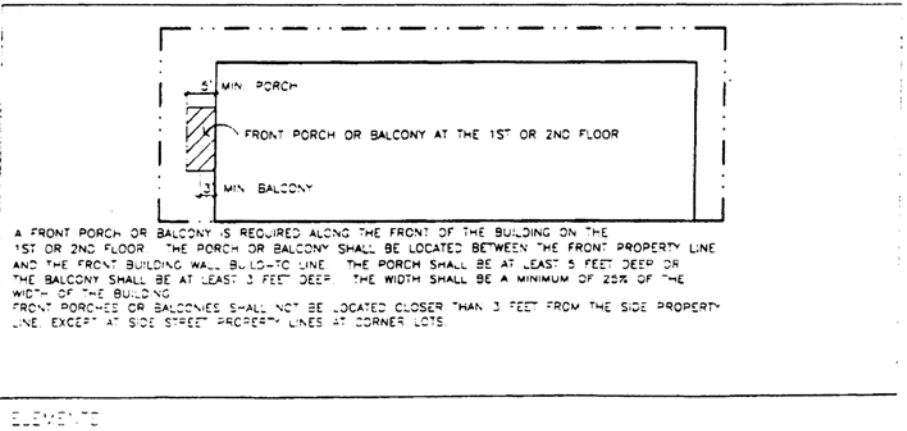 5' MIN. PORCH
FRONT PORCH OR BALCONY AT THE 1ST OR 2ND FLOOR
3' MIN. BALCONY
A FRONT PORCH OR BALCONY IS REQUIRED ALONG THE FRONT OF THE BUILDING ON THE
1ST OR 2ND FLOOR. THE PORCH OR BALCONY SHALL BE LOCATED BETWEEN THE FRONT PROPERTY LINE
AND THE FRONT BUILDING WALL BUILD-TO LINE. THE PORCH SHALL BE AT LEAST 5 FEET DEEP OR
THE BALCONY SHALL BE AT LEAST 3 FEET DEEP. THE WIDTH SHALL BE A MINIMUM OF 25% OF THE
WIDTH OF THE BUILDING
FRONT PORCHES OR BALCONIES SHALL NOT BE LOCATED CLOSER THAN 3 FEET FROM THE SIDE PROPERTY
LINE, EXCEPT AT SIDE STREET PROPERTY LINES AT CORNER LOTS.
ELEMENTS